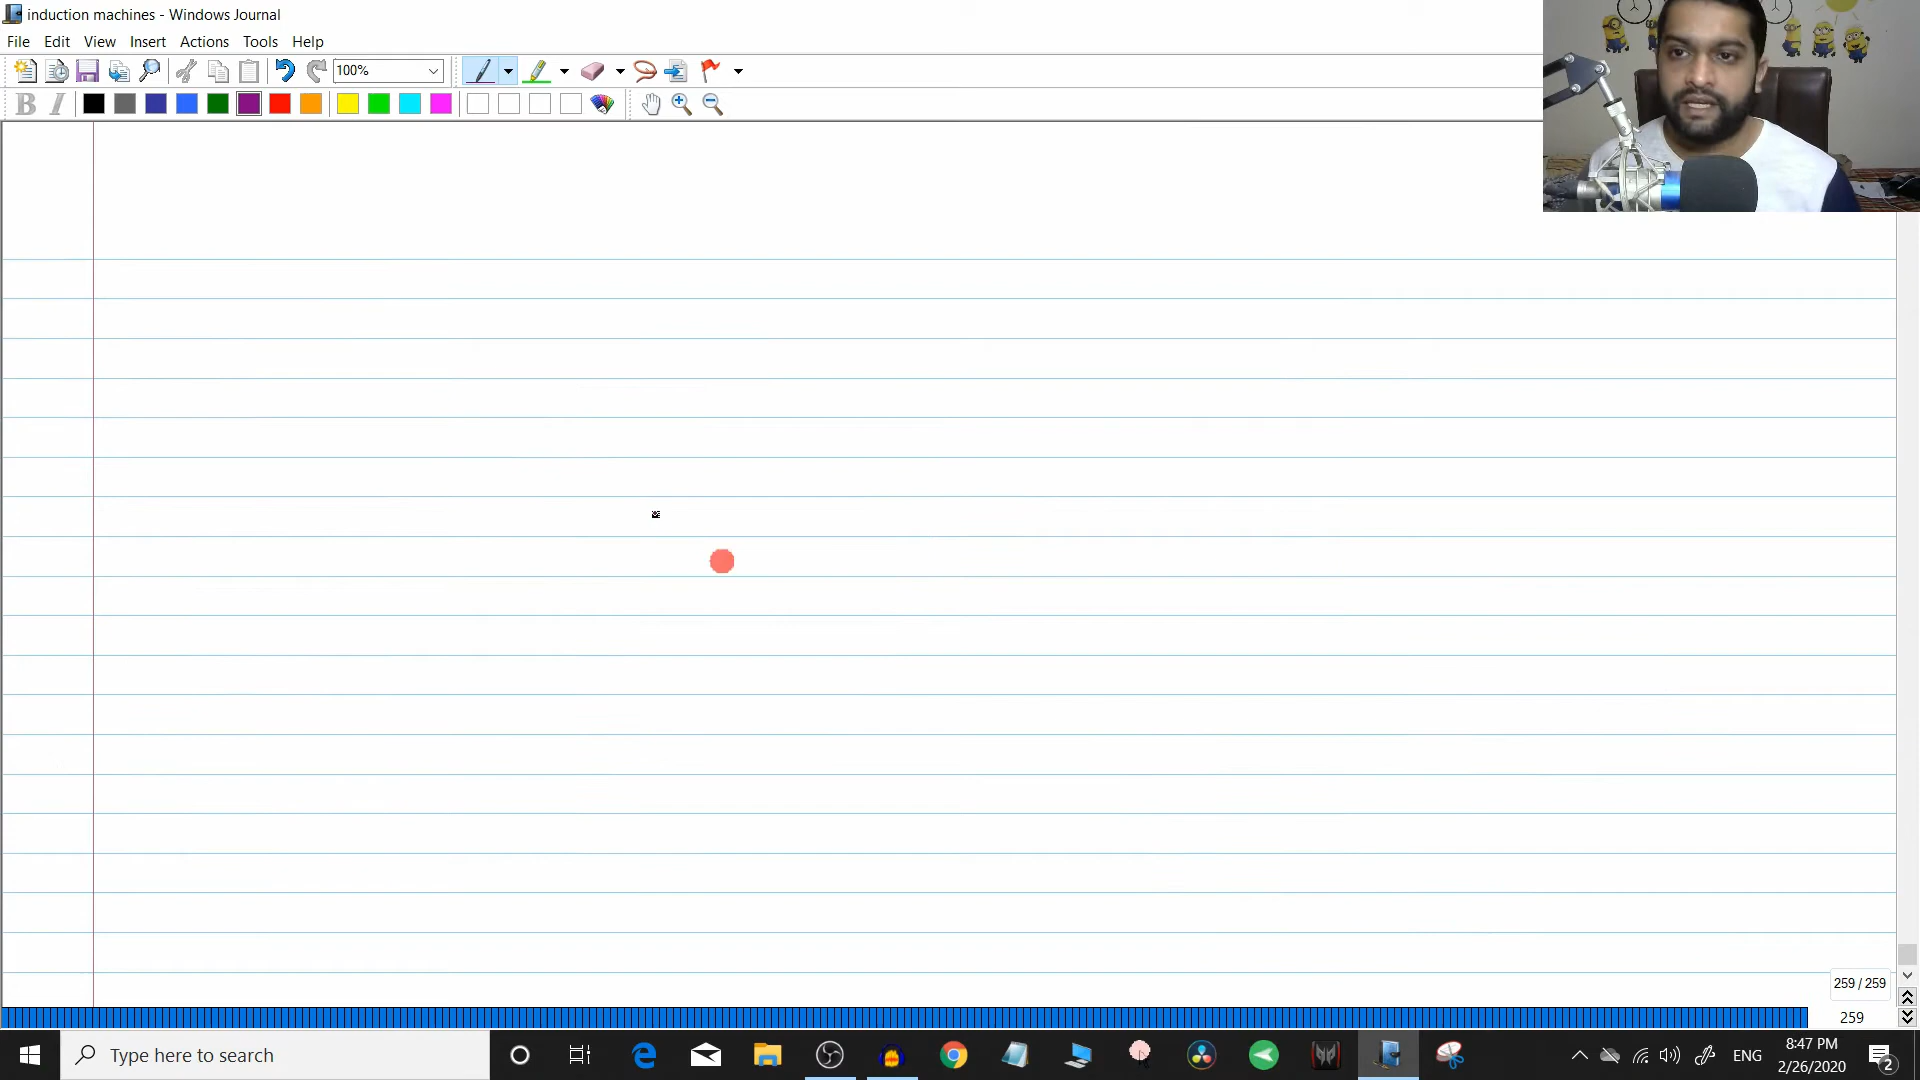 induction machines - Windows Journal
File Edit View Insert Actions Tools Help
100%
B I
259 / 259
259
Type here to search
ENG
8:47 PM
2/26/2020
2